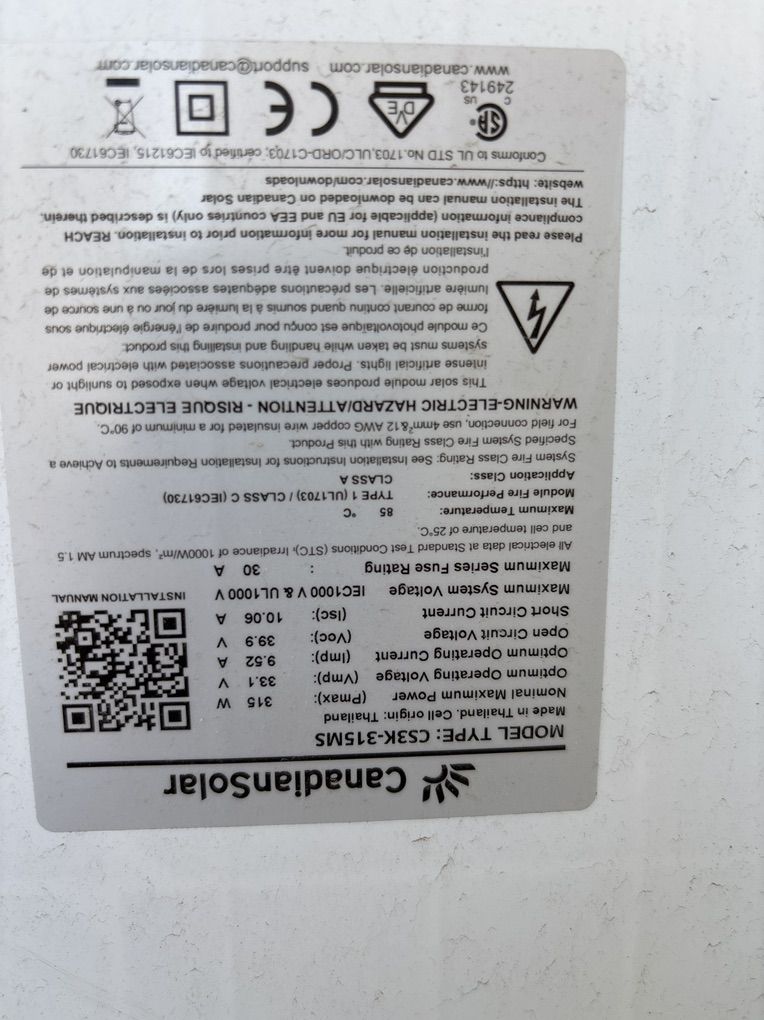 CanadianSolar
MODEL TYPE: CS3K-315MS
Made in Thailand. Cell origin: Thailand
Nominal Maximum Power (Pmax): 315 W
Optimum Operating Voltage (Vmp): 33.1 V
Optimum Operating Current (Imp): 9.52 A
Open Circuit Voltage (Voc): 39.9 V
Short Circuit Current (Isc): 10.06 A
Maximum System Voltage IEC1000 V & UL1000 V
Maximum Series Fuse Rating : 30 A
INSTALLATION MANUAL
All electrical data at Standard Test Conditions (STC), Irradiance of 1000W/m², spectrum AM 1.5
and cell temperature of 25°C
Maximum Temperature: 85 °C
Module Fire Performance: TYPE 1 (UL1703) / CLASS C (IEC61730)
Application Class: CLASS A
System Fire Class Rating: See Installation Instructions for Installation Requirements to Achieve a
Specified System Fire Class Rating with this Product.
For field connection, use 4mm²&12 AWG copper wire insulated for a minimum of 90°C.
WARNING-ELECTRIC HAZARD/ATTENTION - RISQUE ELECTRIQUE
This solar module produces electrical voltage when exposed to sunlight or
intense artificial lights. Proper precautions associated with electrical power
systems must be taken while handling and installing this product.
Ce module photovoltaïque est conçu pour produire de l'énergie électrique sous
forme de courant continu quand soumis à la lumière du jour ou à une source de
lumière artificielle. Les précautions adéquates associées aux systèmes de
production électrique doivent être prises lors de la manipulation et de
l'installation de ce produit.
Please read the installation manual for more information prior to installation. REACH
compliance information (applicable for EU and EEA countries only) is described therein.
The installation manual can be downloaded on Canadian Solar
website: https://www.canadiansolar.com/downloads
Conforms to UL STD No.1703,ULC/ORD-C1703; certified to IEC61215, IEC61730
SA
C US
249143
DVE
CE
www.canadiansolar.com support@canadiansolar.com